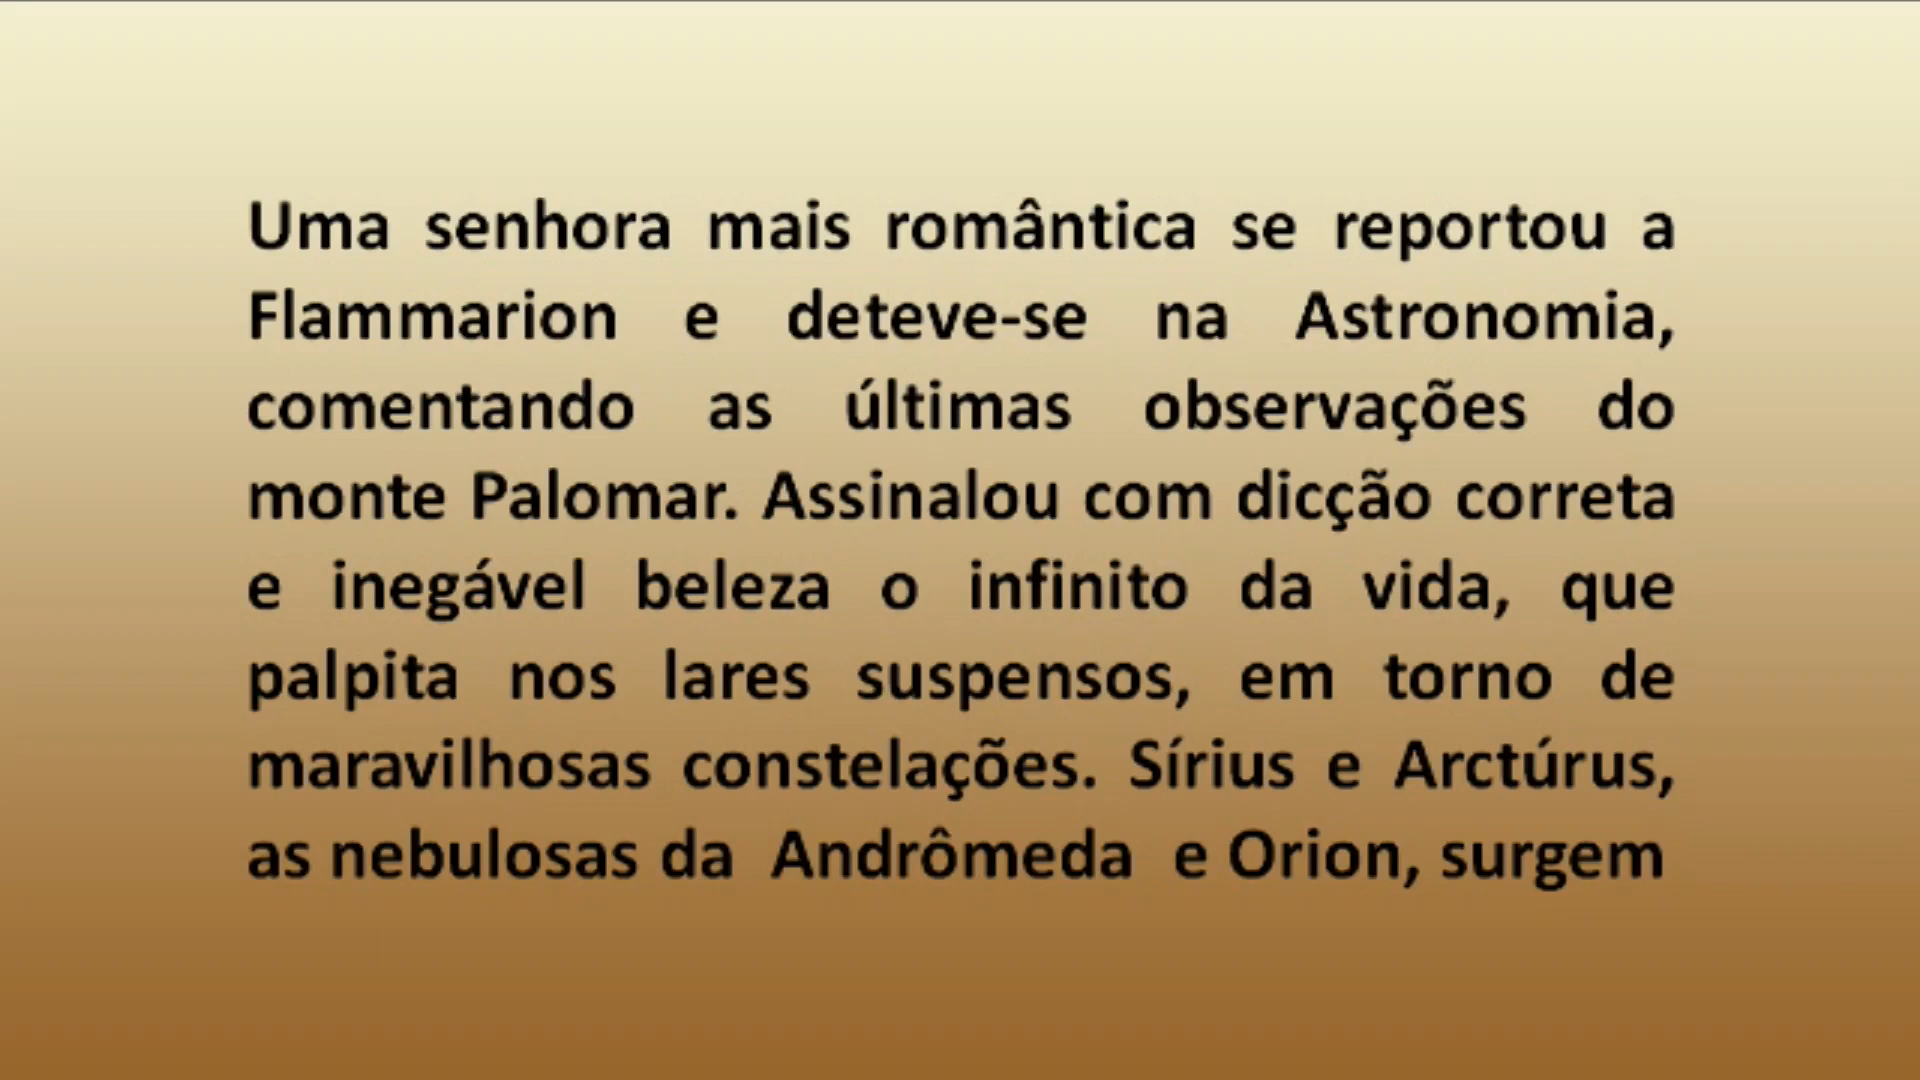 Uma senhora mais romântica se reportou a
Flammarion e deteve-se na Astronomia,
comentando as últimas observações do
monte Palomar. Assinalou com dicção correta
e inegável beleza o infinito da vida, que
palpita nos lares suspensos, em torno de
maravilhosas constelações. Sírius e Arctúrus,
as nebulosas da Andrômeda e Orion, surgem